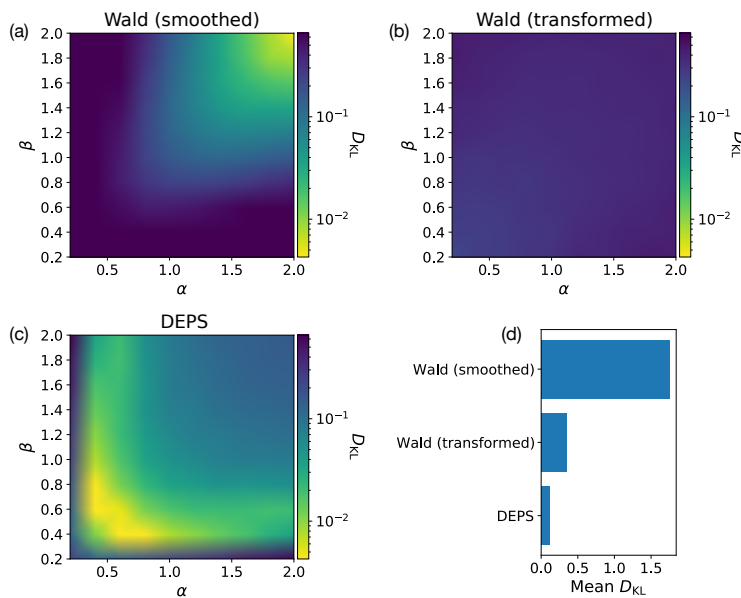 (a) Wald (smoothed)
2.0
1.8
1.6
1.4
1.2
1.0
0.8
0.6
0.4
0.2
β
0.5 1.0 1.5 2.0
α
10⁻¹
10⁻²
D_KL
(b) Wald (transformed)
2.0
1.8
1.6
1.4
1.2
1.0
0.8
0.6
0.4
0.2
β
0.5 1.0 1.5 2.0
α
10⁻¹
10⁻²
D_KL
(c) DEPS
2.0
1.8
1.6
1.4
1.2
1.0
0.8
0.6
0.4
0.2
β
0.5 1.0 1.5 2.0
α
10⁻¹
10⁻²
D_KL
(d)
Wald (smoothed)
Wald (transformed)
DEPS
0.0 0.5 1.0 1.5
Mean D_KL